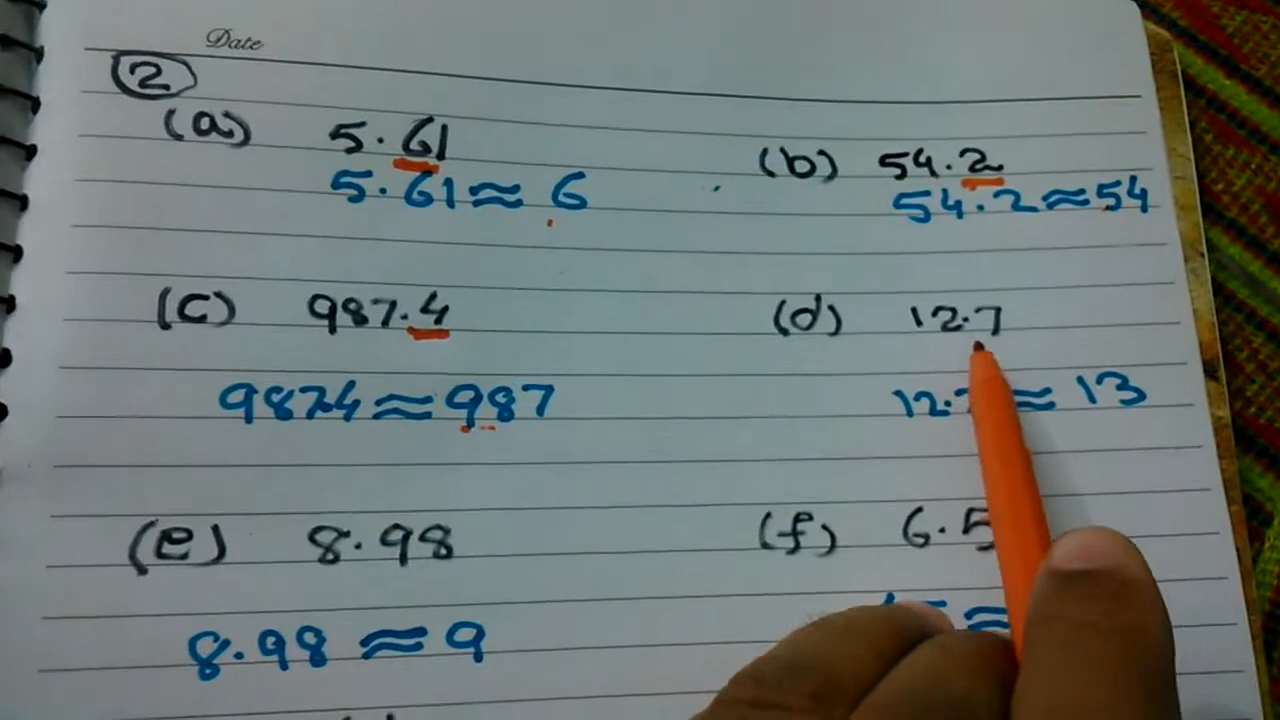 Date
2
(a) 5.61
5.61≈6
(b) 54.2
54.2≈54
(c) 987.4
987.4≈987
(d) 12.7
≈ 13
(e) 8.98
8.98 ≈ 9
(f) 6.5
≈